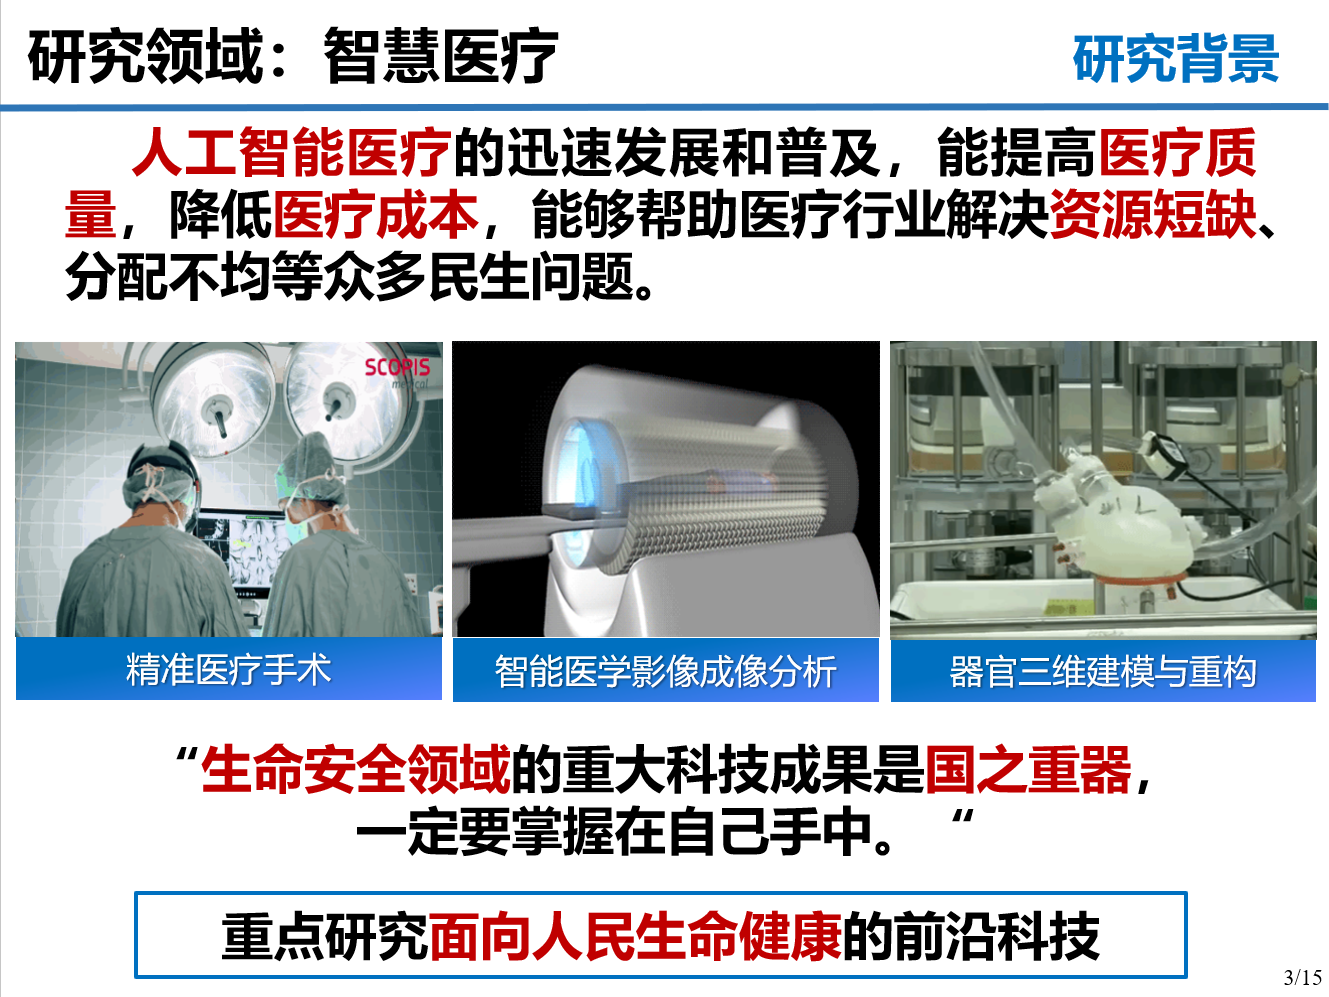 研究领域：智慧医疗
研究背景
人工智能医疗的迅速发展和普及，能提高医疗质
量，降低医疗成本，能够帮助医疗行业解决资源短缺、
分配不均等众多民生问题。
SCOPIS
medical
精准医疗手术
智能医学影像成像分析
器官三维建模与重构
“生命安全领域的重大科技成果是国之重器，
一定要掌握在自己手中。“
重点研究面向人民生命健康的前沿科技
3/15